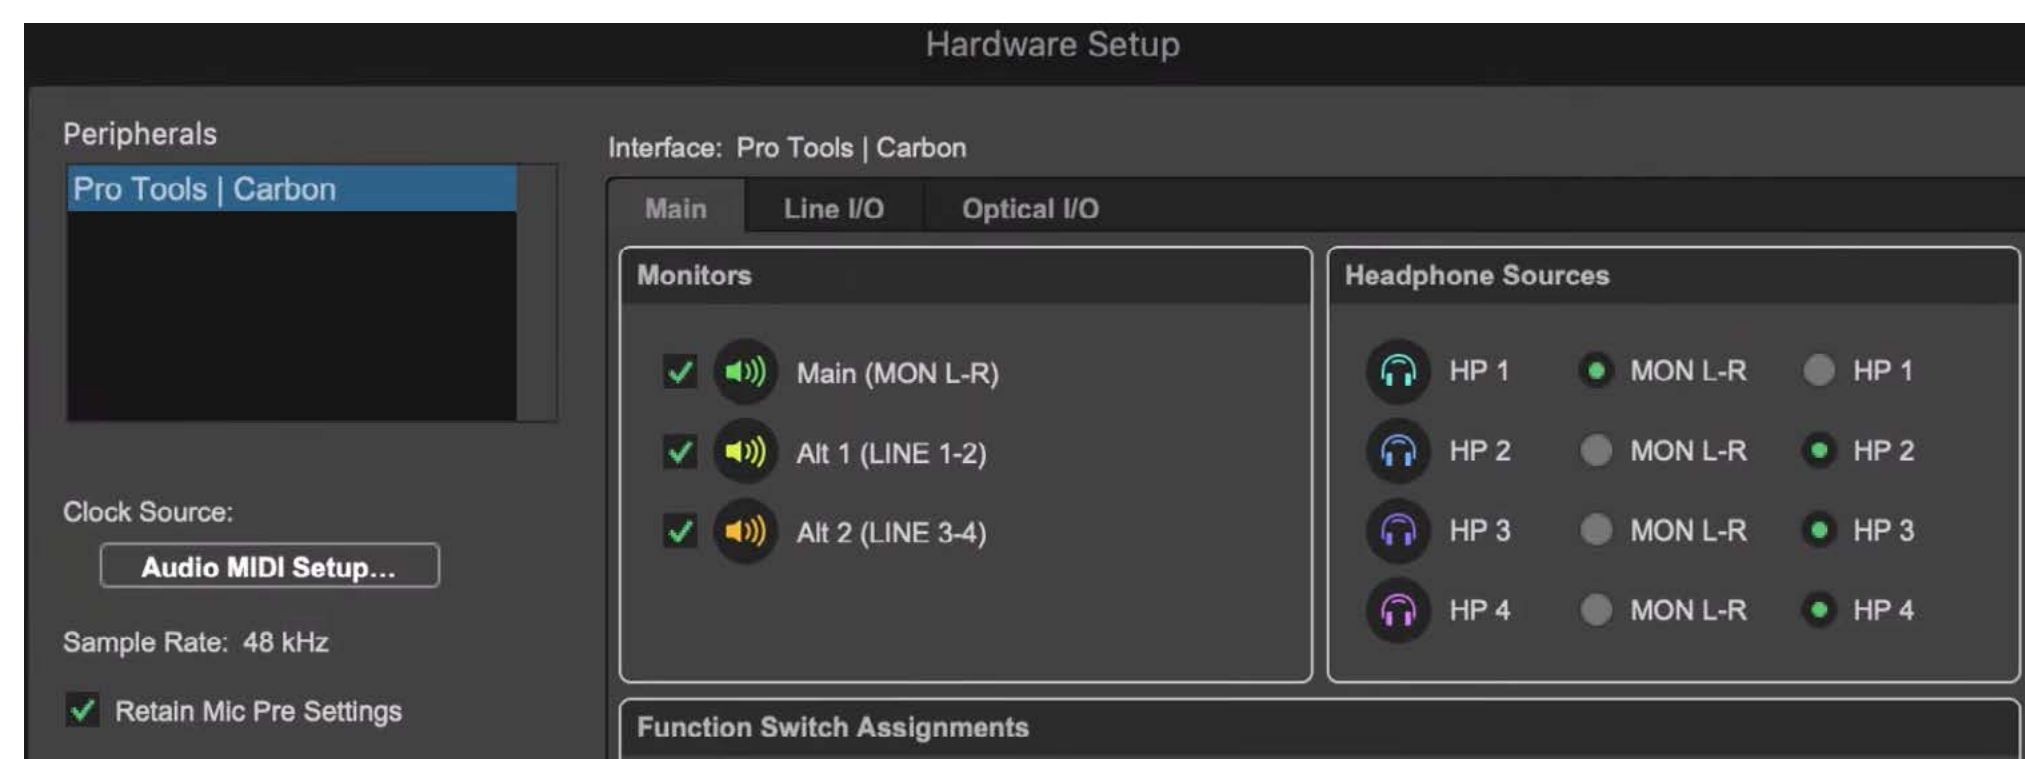 Hardware Setup
Peripherals
Pro Tools | Carbon
Clock Source:
Audio MIDI Setup...
Sample Rate: 48 kHz
Retain Mic Pre Settings
Interface: Pro Tools | Carbon
Main Line I/O Optical I/O
Monitors
Main (MON L-R)
Alt 1 (LINE 1-2)
Alt 2 (LINE 3-4)
Headphone Sources
HP 1 MON L-R HP 1
HP 2 MON L-R HP 2
HP 3 MON L-R HP 3
HP 4 MON L-R HP 4
Function Switch Assignments